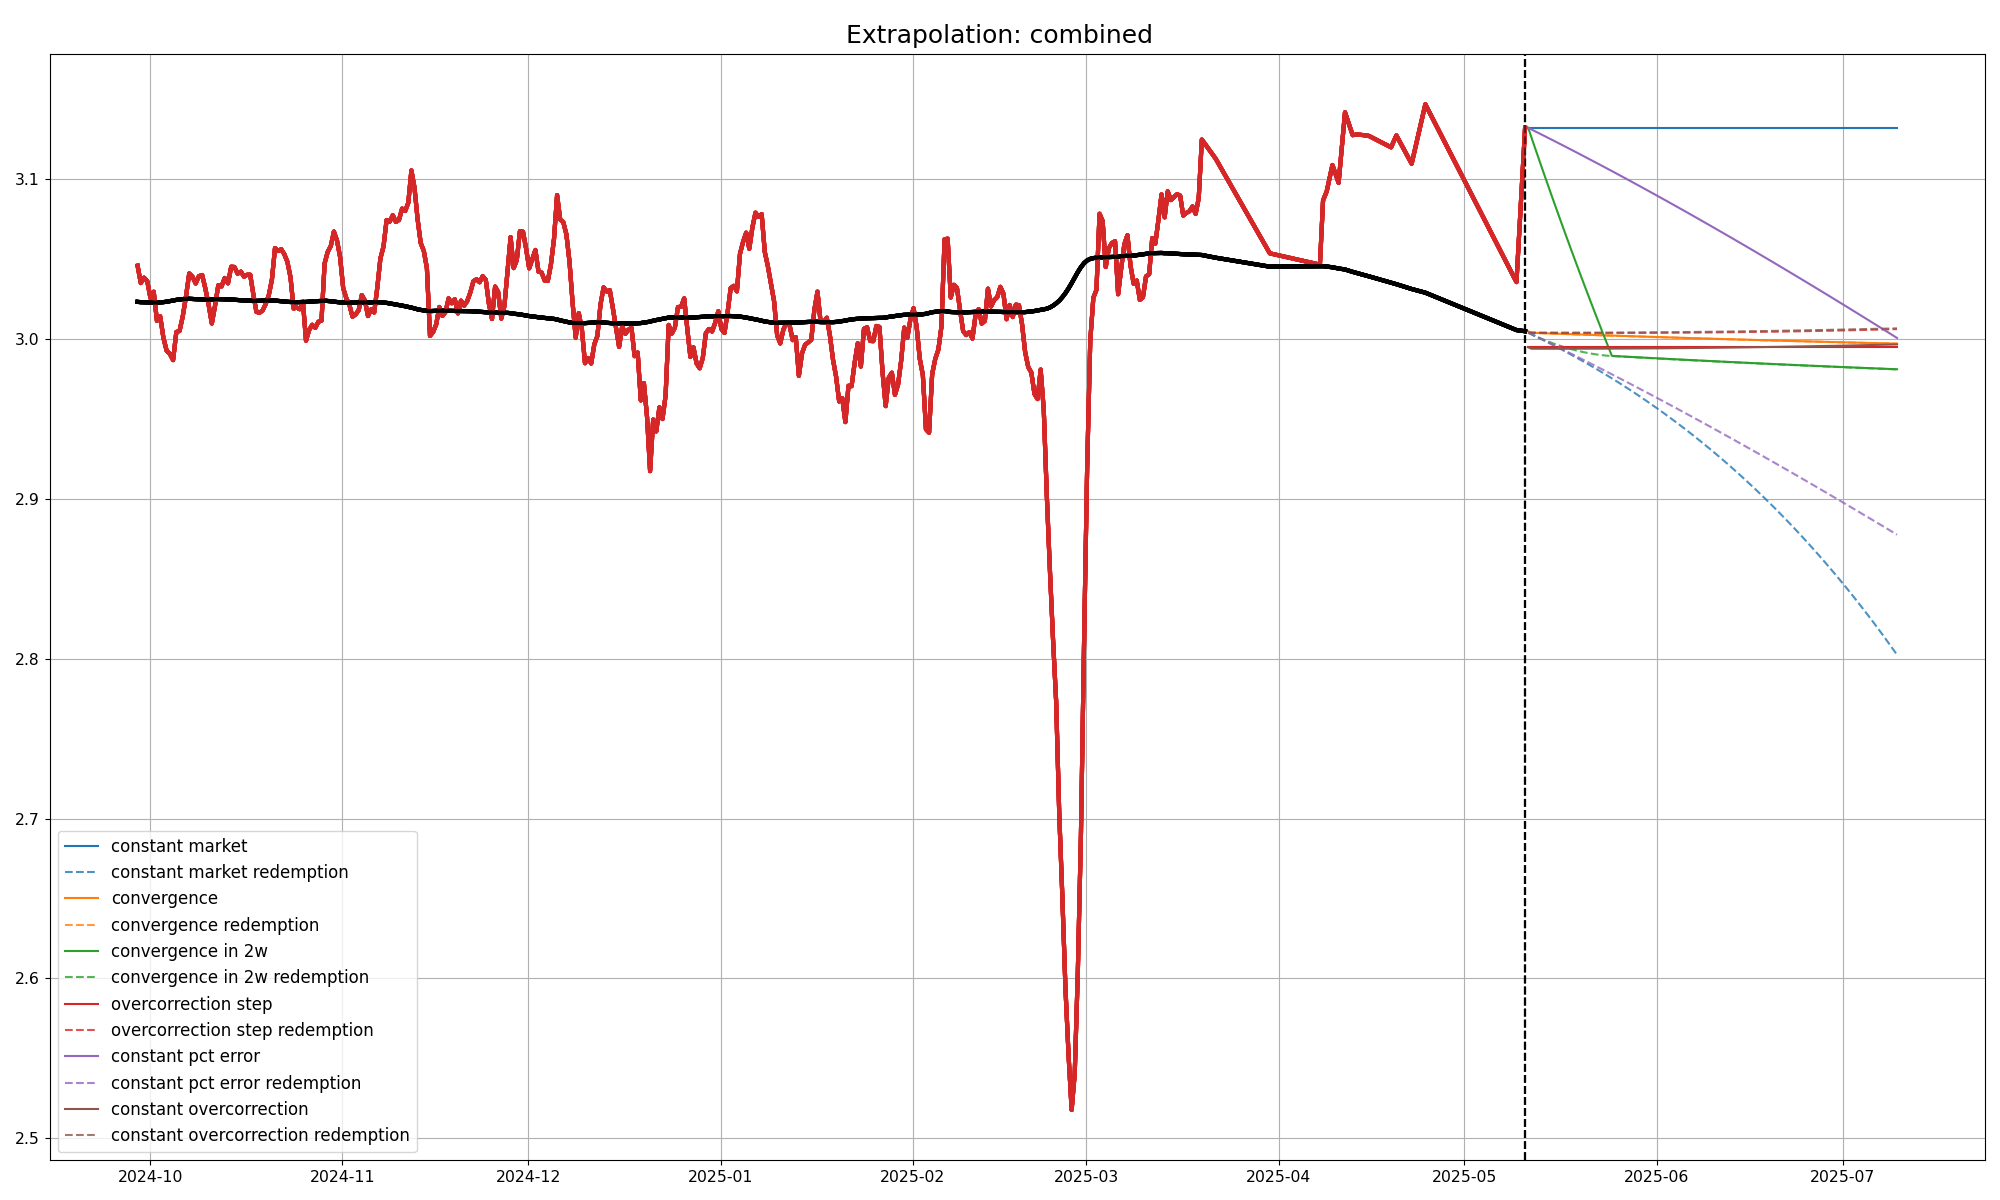 Extrapolation: combined
3.1
3.0
2.9
2.8
2.7
2.6
2.5
constant market
constant market redemption
convergence
convergence redemption
convergence in 2w
convergence in 2w redemption
overcorrection step
overcorrection step redemption
constant pct error
constant pct error redemption
constant overcorrection
constant overcorrection redemption
2024-10 2024-11 2024-12 2025-01 2025-02 2025-03 2025-04 2025-05 2025-06 2025-07